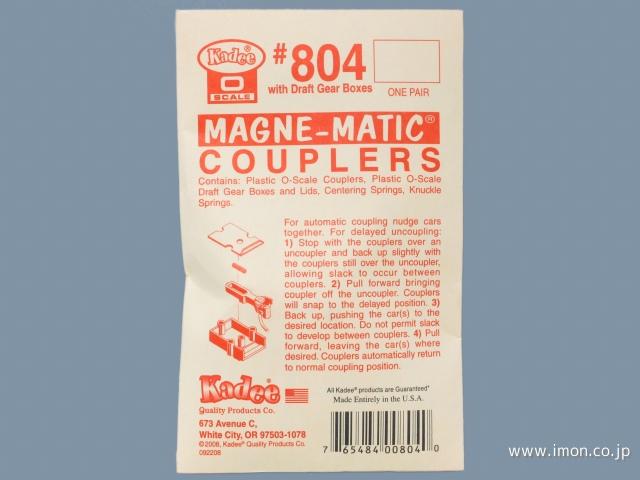 Kadee
O
SCALE
#804
with Draft Gear Boxes
ONE PAIR
MAGNE-MATIC®
COUPLERS
Contains: Plastic O-Scale Couplers, Plastic O-Scale
Draft Gear Boxes and Lids, Centering Springs, Knuckle
Springs.
For automatic coupling nudge cars
together. For delayed uncoupling:
1) Stop with the couplers over an
uncoupler and back up slightly with
the couplers still over the uncoupler,
allowing slack to occur between
couplers. 2) Pull forward bringing
coupler off the uncoupler. Couplers
will snap to the delayed position. 3)
Back up, pushing the car(s) to the
desired location. Do not permit slack
to develop between couplers. 4) Pull
forward, leaving the car(s) where
desired. Couplers automatically return
to normal coupling position.
Kadee®
Quality Products Co.
673 Avenue C,
White City, OR 97503-1078
©2008, Kadee® Quality Products Co.
092208
All Kadee® products are Guaranteed*
Made Entirely in the U.S.A.
7 65484 00804 0
www.imon.co.jp